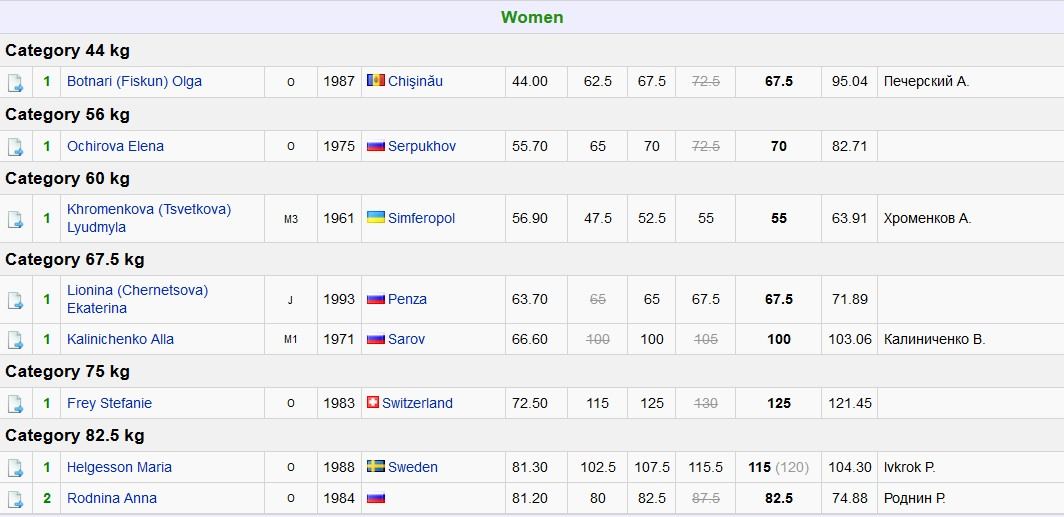 Women
Category 44 kg
1 Botnari (Fiskun) Olga O 1987 Chişinău 44.00 62.5 67.5 72.5 67.5 95.04 Печерский А.
Category 56 kg
1 Ochirova Elena O 1975 Serpukhov 55.70 65 70 72.5 70 82.71
Category 60 kg
1 Khromenkova (Tsvetkova) Lyudmyla M3 1961 Simferopol 56.90 47.5 52.5 55 55 63.91 Хроменков А.
Category 67.5 kg
1 Lionina (Chernetsova) Ekaterina J 1993 Penza 63.70 65 65 67.5 67.5 71.89
1 Kalinichenko Alla M1 1971 Sarov 66.60 100 100 105 100 103.06 Калиниченко В.
Category 75 kg
1 Frey Stefanie O 1983 Switzerland 72.50 115 125 130 125 121.45
Category 82.5 kg
1 Helgesson Maria O 1988 Sweden 81.30 102.5 107.5 115.5 115 (120) 104.30 Ivkrok P.
2 Rodnina Anna O 1984 81.20 80 82.5 87.5 82.5 74.88 Роднин Р.